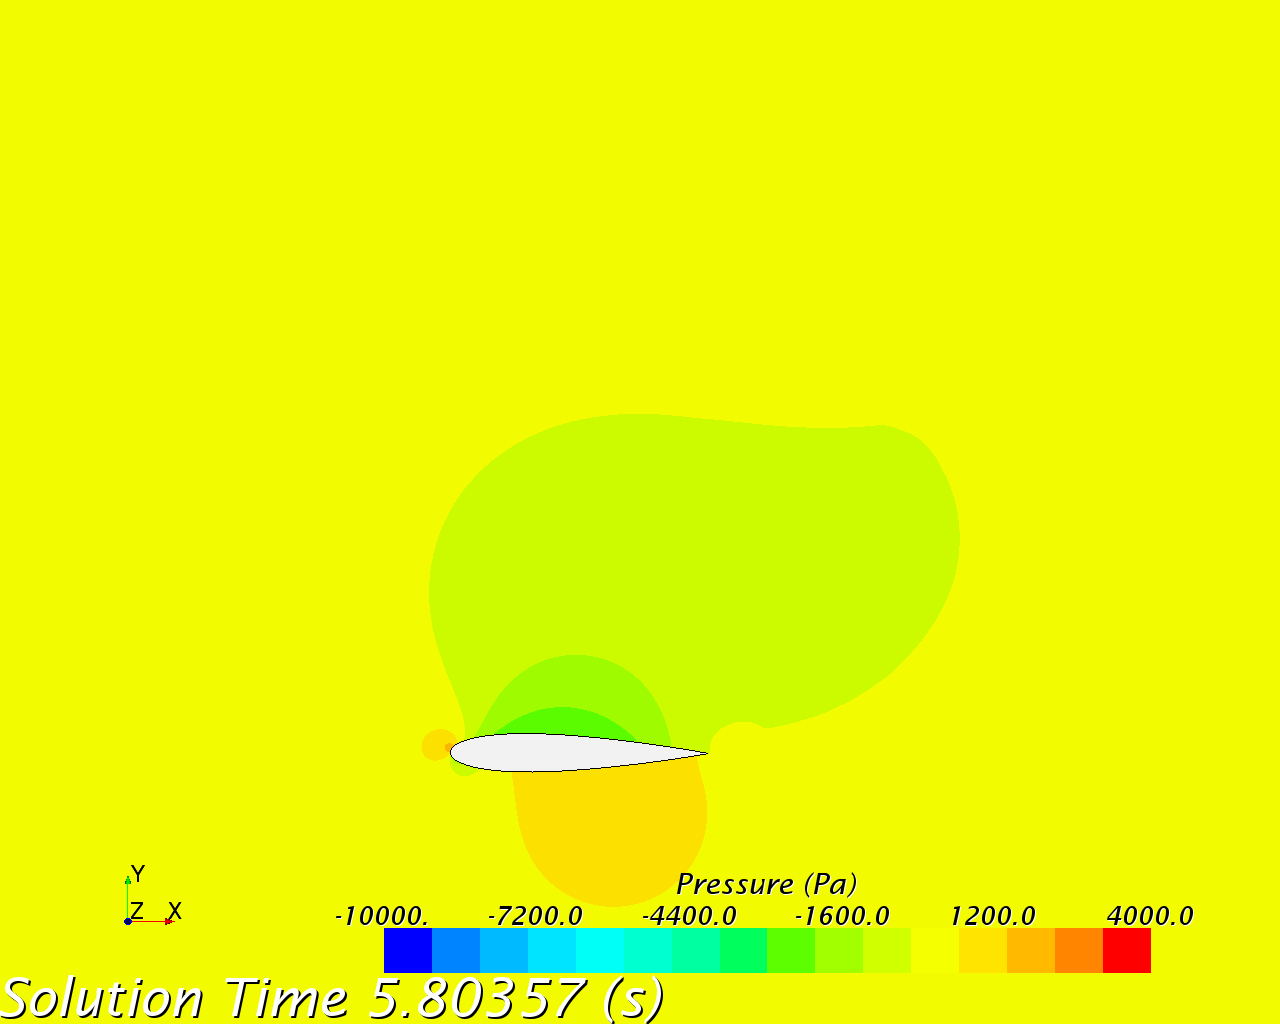 Y
Z X
Pressure (Pa)
-10000. -7200.0 -4400.0 -1600.0 1200.0 4000.0
Solution Time 5.80357 (s)